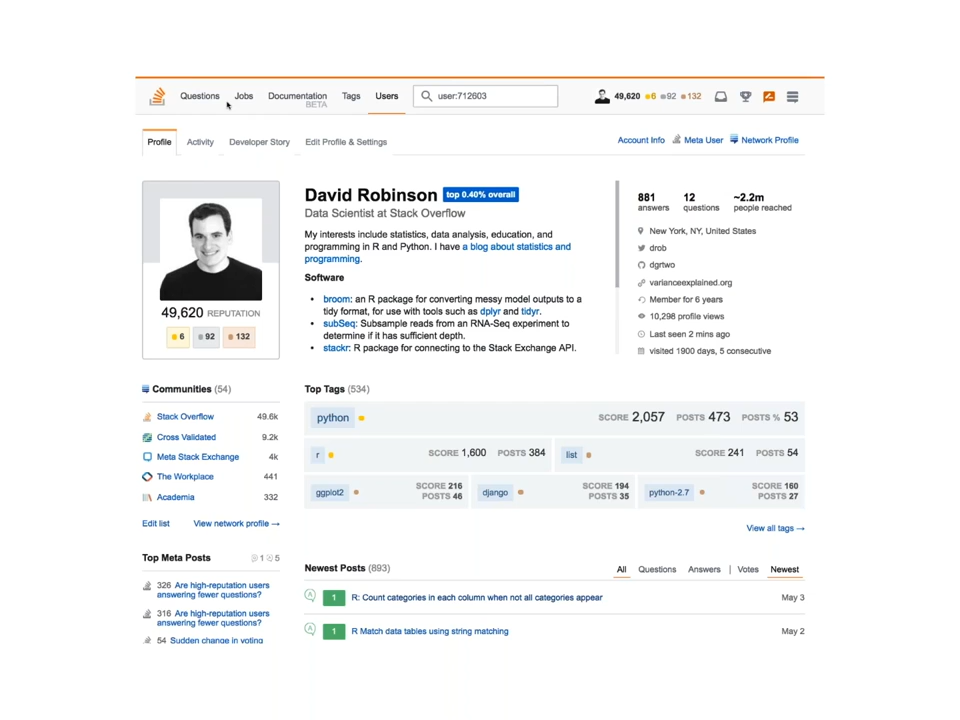 Questions Jobs Documentation Tags Users user:712603 49,620 6 92 132
BETA
Profile Activity Developer Story Edit Profile & Settings Account Info Meta User Network Profile
David Robinson top 0.40% overall
Data Scientist at Stack Overflow
My interests include statistics, data analysis, education, and
programming in R and Python. I have a blog about statistics and
programming.
Software
• broom: an R package for converting messy model outputs to a
tidy format, for use with tools such as dplyr and tidyr.
• subSeq: Subsample reads from an RNA-Seq experiment to
determine if it has sufficient depth.
• stackr: R package for connecting to the Stack Exchange API.
881 12 ~2.2m
answers questions people reached
New York, NY, United States
drob
dgrtwo
varianceexplained.org
Member for 6 years
10,298 profile views
Last seen 2 mins ago
visited 1900 days, 5 consecutive
49,620 REPUTATION
6 92 132
Communities (54)
Stack Overflow 49.6k
Cross Validated 9.2k
Meta Stack Exchange 4k
The Workplace 441
Academia 332
Edit list View network profile →
Top Tags (534)
python SCORE 2,057 POSTS 473 POSTS % 53
r SCORE 1,600 POSTS 384 list SCORE 241 POSTS 54
ggplot2 SCORE 216 django SCORE 194 python-2.7 SCORE 160
POSTS 46 POSTS 35 POSTS 27
View all tags →
Top Meta Posts 1 5
326 Are high-reputation users
answering fewer questions?
316 Are high-reputation users
answering fewer questions?
54 Sudden change in voting
Newest Posts (893) All Questions Answers | Votes Newest
A 1 R: Count categories in each column when not all categories appear May 3
A 1 R Match data tables using string matching May 2